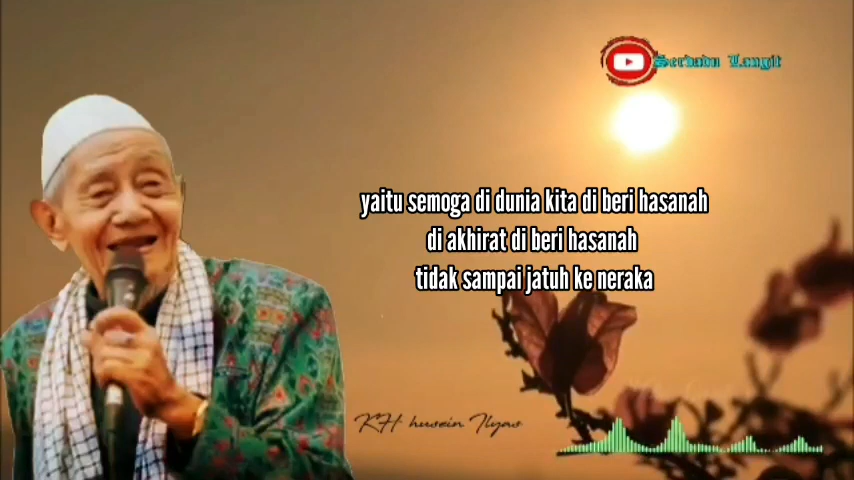 Serdadu Langit
yaitu semoga di dunia kita di beri hasanah
di akhirat di beri hasanah
tidak sampai jatuh ke neraka
KH husein Ilyas